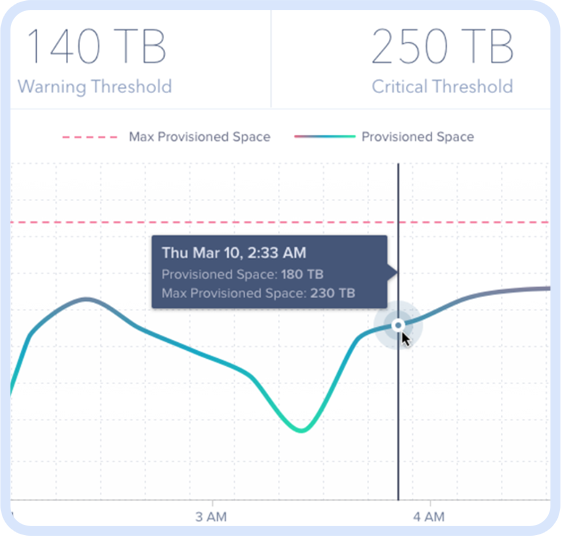 140 TB
Warning Threshold
250 TB
Critical Threshold
Max Provisioned Space
Provisioned Space
Thu Mar 10, 2:33 AM
Provisioned Space: 180 TB
Max Provisioned Space: 230 TB
3 AM
4 AM